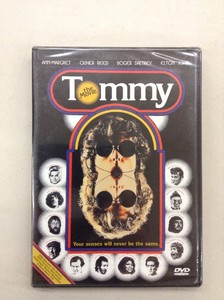 ANN-MARGRET OLIVER REED ROGER DALTREY ELTON JOHN
Tommy
the Movie
Your senses will never be the same.
DVD